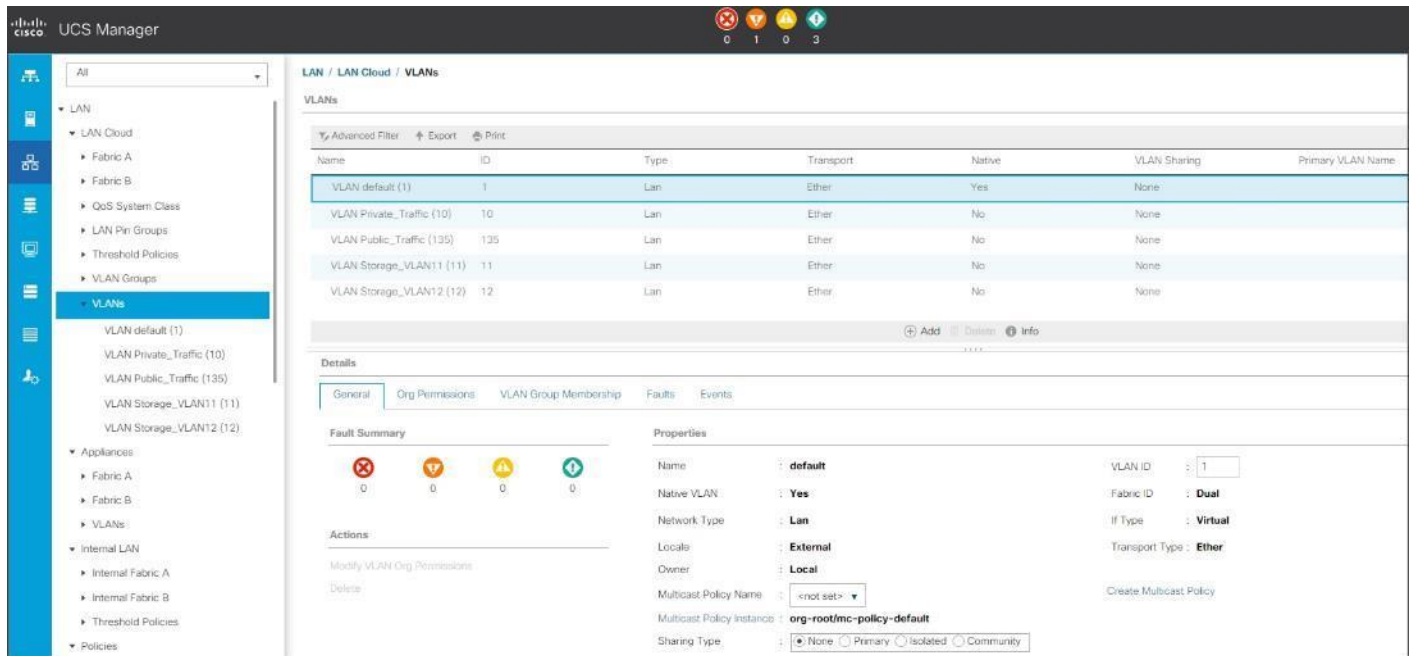 cisco UCS Manager
0 1 0 3
All
LAN
LAN Cloud
Fabric A
Fabric B
QoS System Class
LAN Pin Groups
Threshold Policies
VLAN Groups
VLANs
VLAN default (1)
VLAN Private_Traffic (10)
VLAN Public_Traffic (135)
VLAN Storage_VLAN11 (11)
VLAN Storage_VLAN12 (12)
Appliances
Fabric A
Fabric B
VLANs
Internal LAN
Internal Fabric A
Internal Fabric B
Threshold Policies
Policies
LAN / LAN Cloud / VLANs
VLANs
Advanced Filter Export Print
Name ID Type Transport Native VLAN Sharing Primary VLAN Name
VLAN default (1) 1 Lan Ether Yes None
VLAN Private_Traffic (10) 10 Lan Ether No None
VLAN Public_Traffic (135) 135 Lan Ether No None
VLAN Storage_VLAN11 (11) 11 Lan Ether No None
VLAN Storage_VLAN12 (12) 12 Lan Ether No None
Add Delete Info
Details
General Org Permissions VLAN Group Membership Faults Events
Fault Summary
0 0 0 0
Actions
Modify VLAN Org Permissions
Delete
Properties
Name : default VLAN ID : 1
Native VLAN : Yes Fabric ID : Dual
Network Type : Lan If Type : Virtual
Locale : External Transport Type : Ether
Owner : Local
Multicast Policy Name : <not set> Create Multicast Policy
Multicast Policy Instance : org-root/mc-policy-default
Sharing Type : None Primary Isolated Community